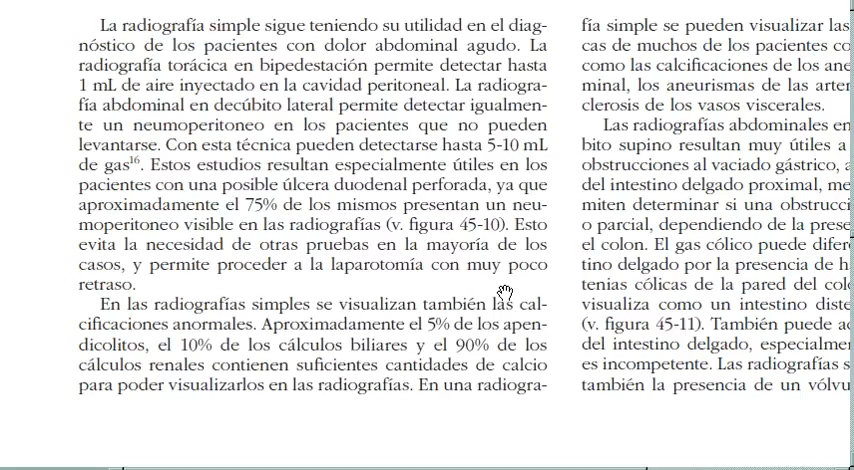 La radiografía simple sigue teniendo su utilidad en el diag-
nóstico de los pacientes con dolor abdominal agudo. La
radiografía torácica en bipedestación permite detectar hasta
1 mL de aire inyectado en la cavidad peritoneal. La radiogra-
fía abdominal en decúbito lateral permite detectar igualmen-
te un neumoperitoneo en los pacientes que no pueden
levantarse. Con esta técnica pueden detectarse hasta 5-10 mL
de gas16. Estos estudios resultan especialmente útiles en los
pacientes con una posible úlcera duodenal perforada, ya que
aproximadamente el 75% de los mismos presentan un neu-
moperitoneo visible en las radiografías (v. figura 45-10). Esto
evita la necesidad de otras pruebas en la mayoría de los
casos, y permite proceder a la laparotomía con muy poco
retraso.
En las radiografías simples se visualizan también las cal-
cificaciones anormales. Aproximadamente el 5% de los apen-
dicolitos, el 10% de los cálculos biliares y el 90% de los
cálculos renales contienen suficientes cantidades de calcio
para poder visualizarlos en las radiografías. En una radiogra-
fía simple se pueden visualizar las
cas de muchos de los pacientes
como las calcificaciones de los
minal, los aneurismas de las
clerosis de los vasos viscerales.
Las radiografías abdominales en
bito supino resultan muy útiles a
obstrucciones al vaciado gástrico,
del intestino delgado proximal,
miten determinar si una
o parcial, dependiendo de la
el colon. El gas cólico puede
tino delgado por la presencia de
tenias cólicas de la pared del
visualiza como un intestino
(v. figura 45-11). También puede
del intestino delgado,
es incompetente. Las radiografías
también la presencia de un